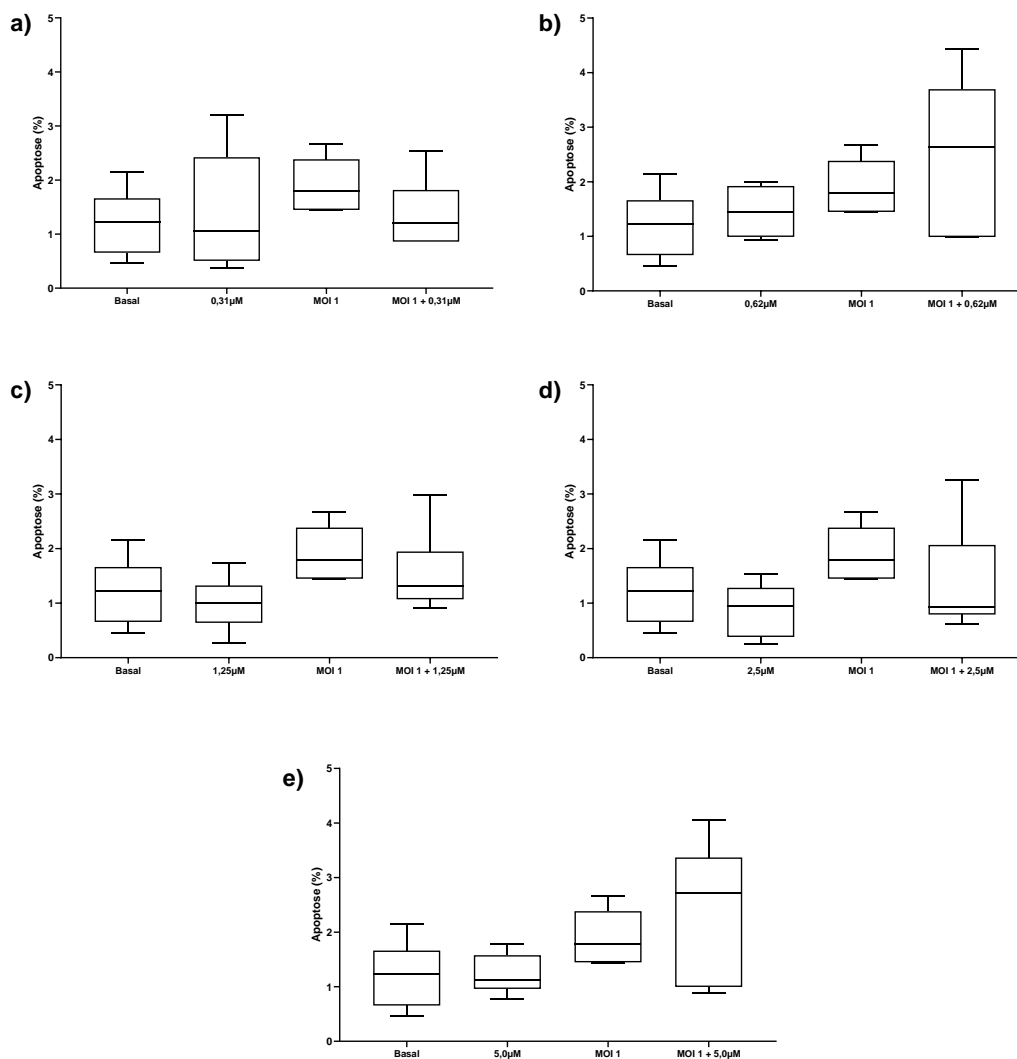 a)
Apoptose (%)
5
4
3
2
1
0
Basal 0,31µM MOI 1 MOI 1 + 0,31µM
b)
Apoptose (%)
5
4
3
2
1
0
Basal 0,62µM MOI 1 MOI 1 + 0,62µM
c)
Apoptose (%)
5
4
3
2
1
0
Basal 1,25µM MOI 1 MOI 1 + 1,25µM
d)
Apoptose (%)
5
4
3
2
1
0
Basal 2,5µM MOI 1 MOI 1 + 2,5µM
e)
Apoptose (%)
5
4
3
2
1
0
Basal 5,0µM MOI 1 MOI 1 + 5,0µM